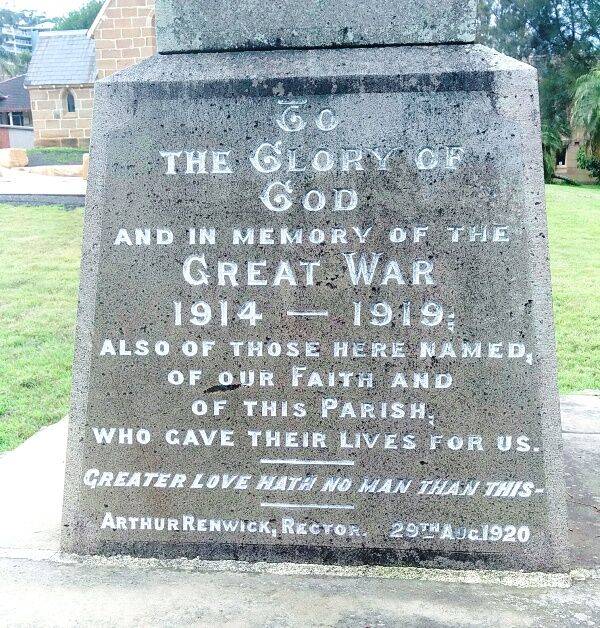 To
THE GLORY OF
GOD
AND IN MEMORY OF THE
GREAT WAR
1914 — 1919;
ALSO OF THOSE HERE NAMED,
OF OUR FAITH AND
OF THIS PARISH,
WHO GAVE THEIR LIVES FOR US.
GREATER LOVE HATH NO MAN THAN THIS-
ARTHUR RENWICK, RECTOR. 29TH AUG. 1920